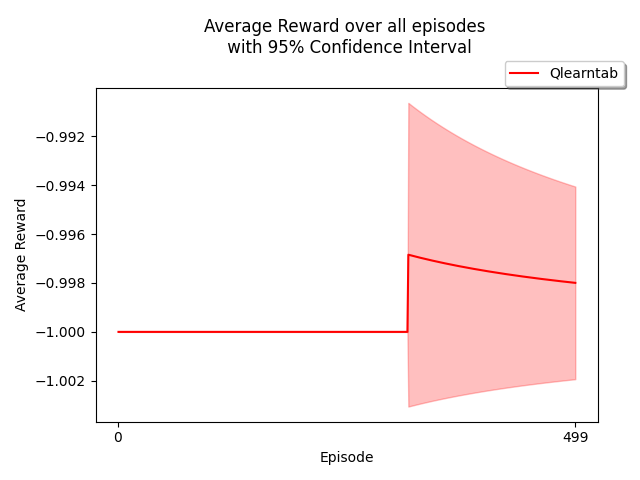 Average Reward over all episodes
with 95% Confidence Interval
Qlearntab
−0.992
−0.994
−0.996
−0.998
−1.000
−1.002
Average Reward
0
499
Episode